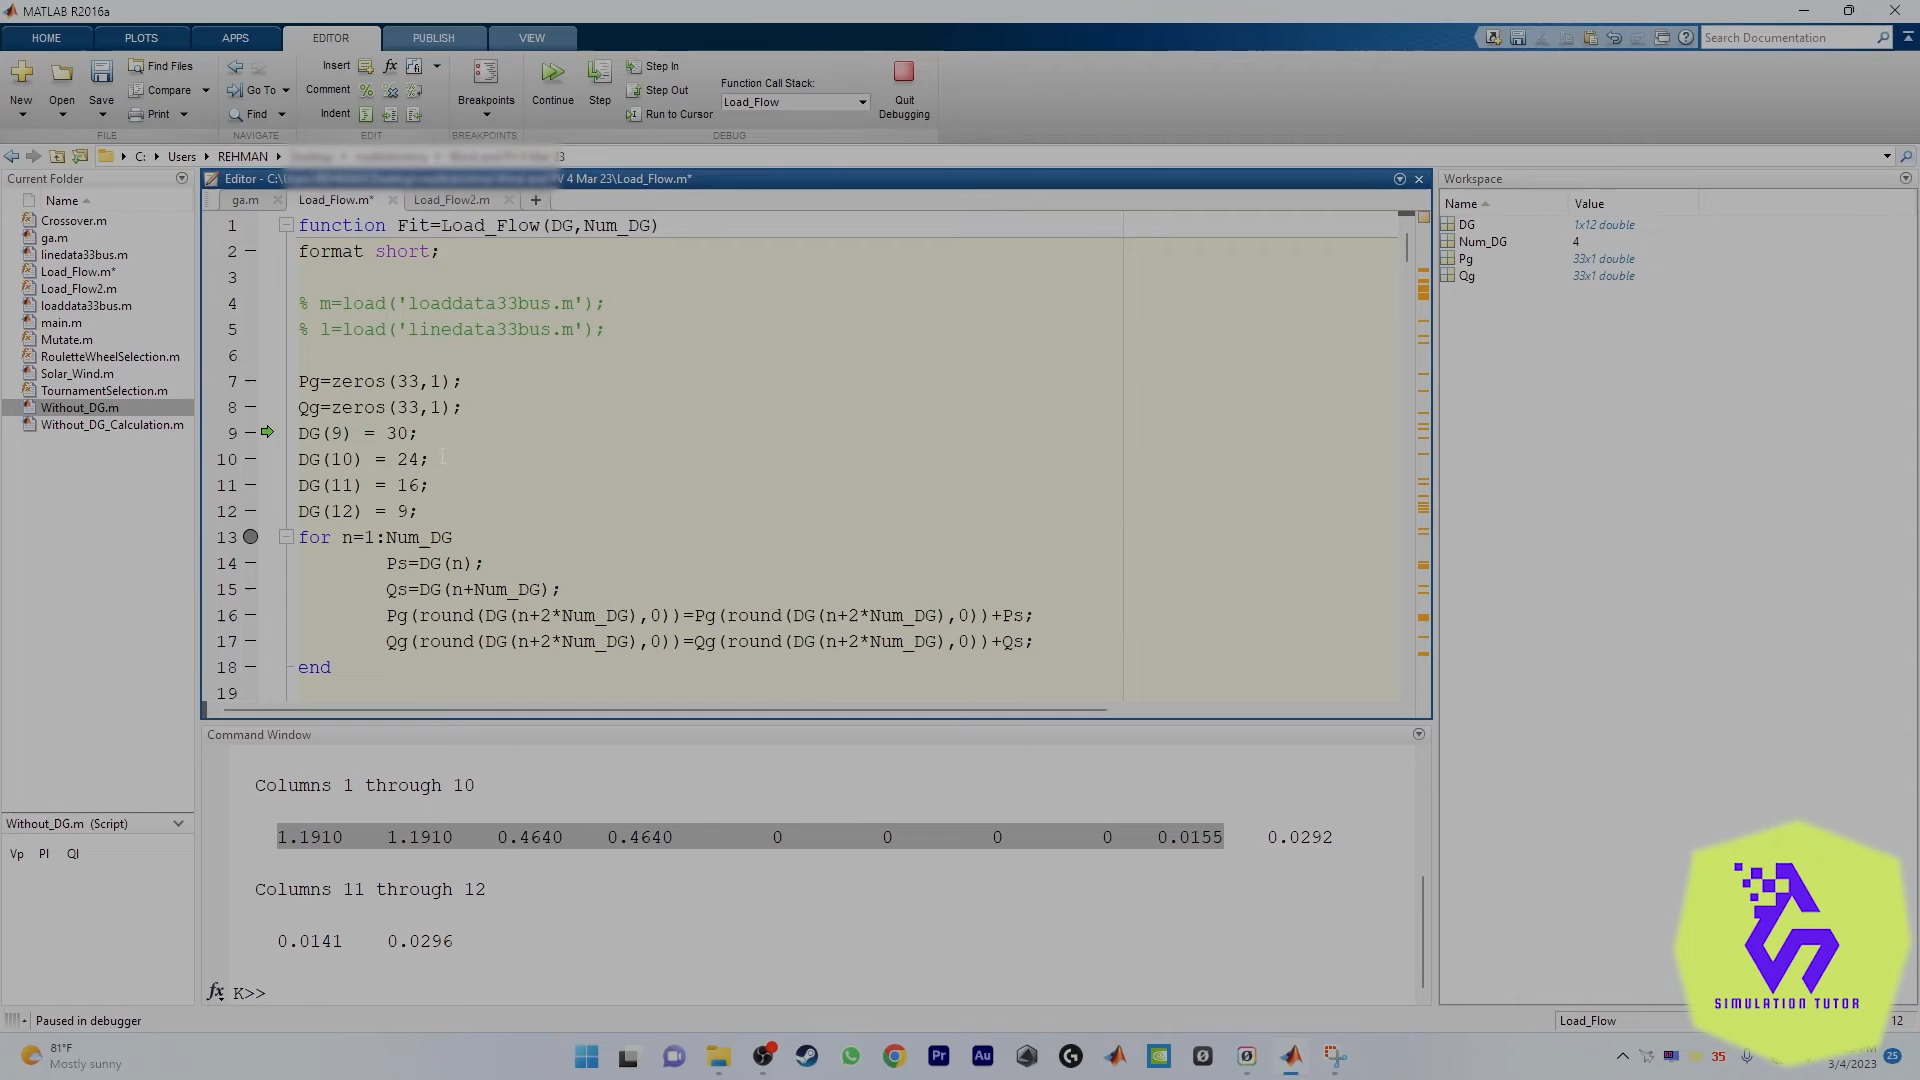 MATLAB R2016a
HOME PLOTS APPS EDITOR PUBLISH VIEW
Search Documentation
New Open Save Find Files Compare Print
FILE
Go To Find
NAVIGATE
Insert fx
Comment
Indent
EDIT
Breakpoints
BREAKPOINTS
Continue Step Step In Step Out Run to Cursor
Function Call Stack:
Load_Flow
Quit Debugging
DEBUG
C: Users REHMAN
Current Folder
Name
Crossover.m
ga.m
linedata33bus.m
Load_Flow.m*
Load_Flow2.m
loaddata33bus.m
main.m
Mutate.m
RouletteWheelSelection.m
Solar_Wind.m
TournamentSelection.m
Without_DG.m
Without_DG_Calculation.m
Without_DG.m (Script)
Vp Pl Ql
Editor - C:\ 4 Mar 23\Load_Flow.m*
ga.m Load_Flow.m* Load_Flow2.m
1 function Fit=Load_Flow(DG,Num_DG)
2 format short;
3
4 % m=load('loaddata33bus.m');
5 % l=load('linedata33bus.m');
6
7 Pg=zeros(33,1);
8 Qg=zeros(33,1);
9 DG(9) = 30;
10 DG(10) = 24;
11 DG(11) = 16;
12 DG(12) = 9;
13 for n=1:Num_DG
14 Ps=DG(n);
15 Qs=DG(n+Num_DG);
16 Pg(round(DG(n+2*Num_DG),0))=Pg(round(DG(n+2*Num_DG),0))+Ps;
17 Qg(round(DG(n+2*Num_DG),0))=Qg(round(DG(n+2*Num_DG),0))+Qs;
18 end
19
Command Window
Columns 1 through 10
1.1910 1.1910 0.4640 0.4640 0 0 0 0 0.0155 0.0292
Columns 11 through 12
0.0141 0.0296
fx K>>
Workspace
Name Value
DG 1x12 double
Num_DG 4
Pg 33x1 double
Qg 33x1 double
SIMULATION TUTOR
Paused in debugger
Load_Flow
12
81°F
Mostly sunny
Pr Au
35
3/4/2023
25